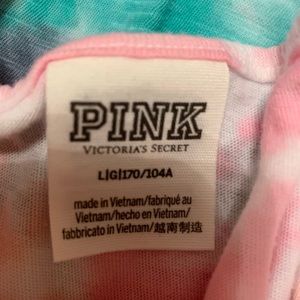 PINK
VICTORIA'S SECRET
L|G|170/104A
made in Vietnam/fabriqué au
Vietnam/hecho en Vietnam/
fabbricato in Vietnam/越南制造